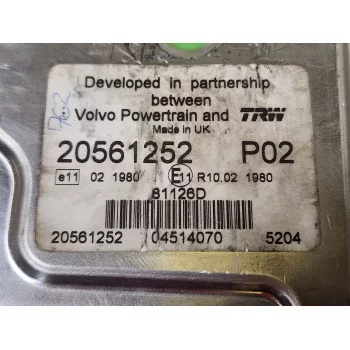 Developed in partnership
between
Volvo Powertrain and TRW
Made in UK
20561252 P02
e11 02 1980 E11 R10.02 1980
81126D
20561252 04514070 5204